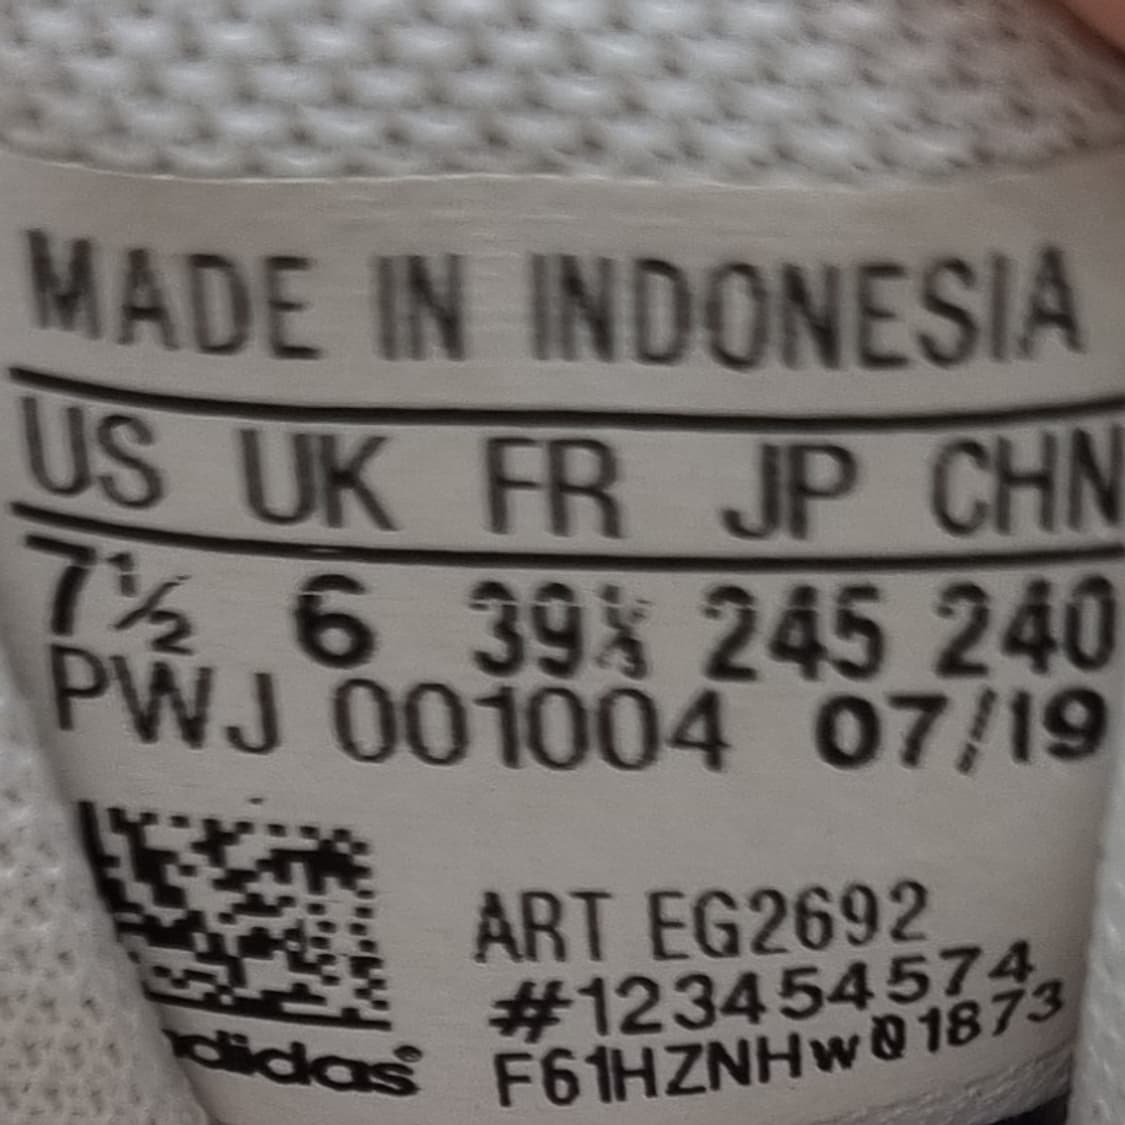 MADE IN INDONESIA
US UK FR JP CHN
7½ 6 39⅓ 245 240
PWJ 001004 07/19
ART EG2692
#123454574
F61HZNHW01873
adidas®